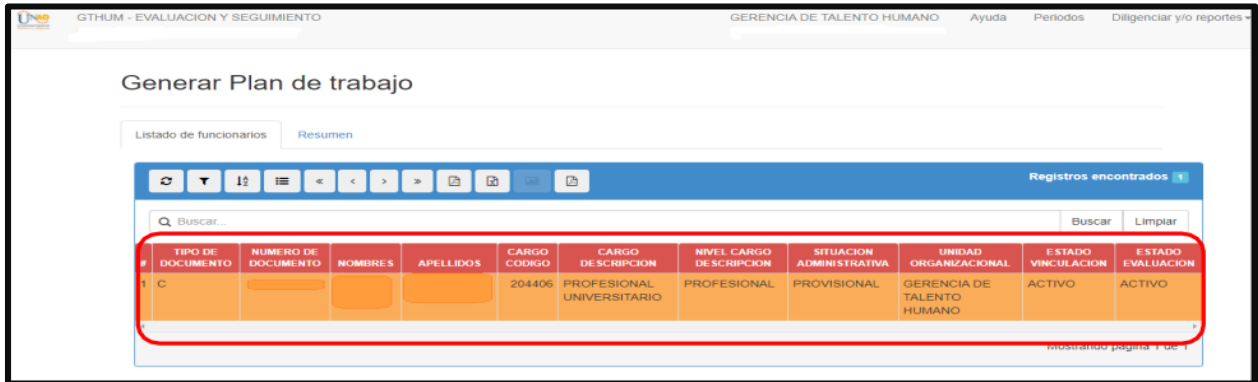 UNAD GTHUM - EVALUACION Y SEGUIMIENTO GERENCIA DE TALENTO HUMANO Ayuda Periodos Diligenciar y/o reportes
Generar Plan de trabajo
Listado de funcionarios Resumen
Registros encontrados 1
Buscar... Buscar Limpiar
# TIPO DE DOCUMENTO NUMERO DE DOCUMENTO NOMBRES APELLIDOS CARGO CODIGO CARGO DESCRIPCION NIVEL CARGO DESCRIPCION SITUACION ADMINISTRATIVA UNIDAD ORGANIZACIONAL ESTADO VINCULACION ESTADO EVALUACION
1 C 204406 PROFESIONAL UNIVERSITARIO PROFESIONAL PROVISIONAL GERENCIA DE TALENTO HUMANO ACTIVO ACTIVO
Mostrando pagina 1 de 1